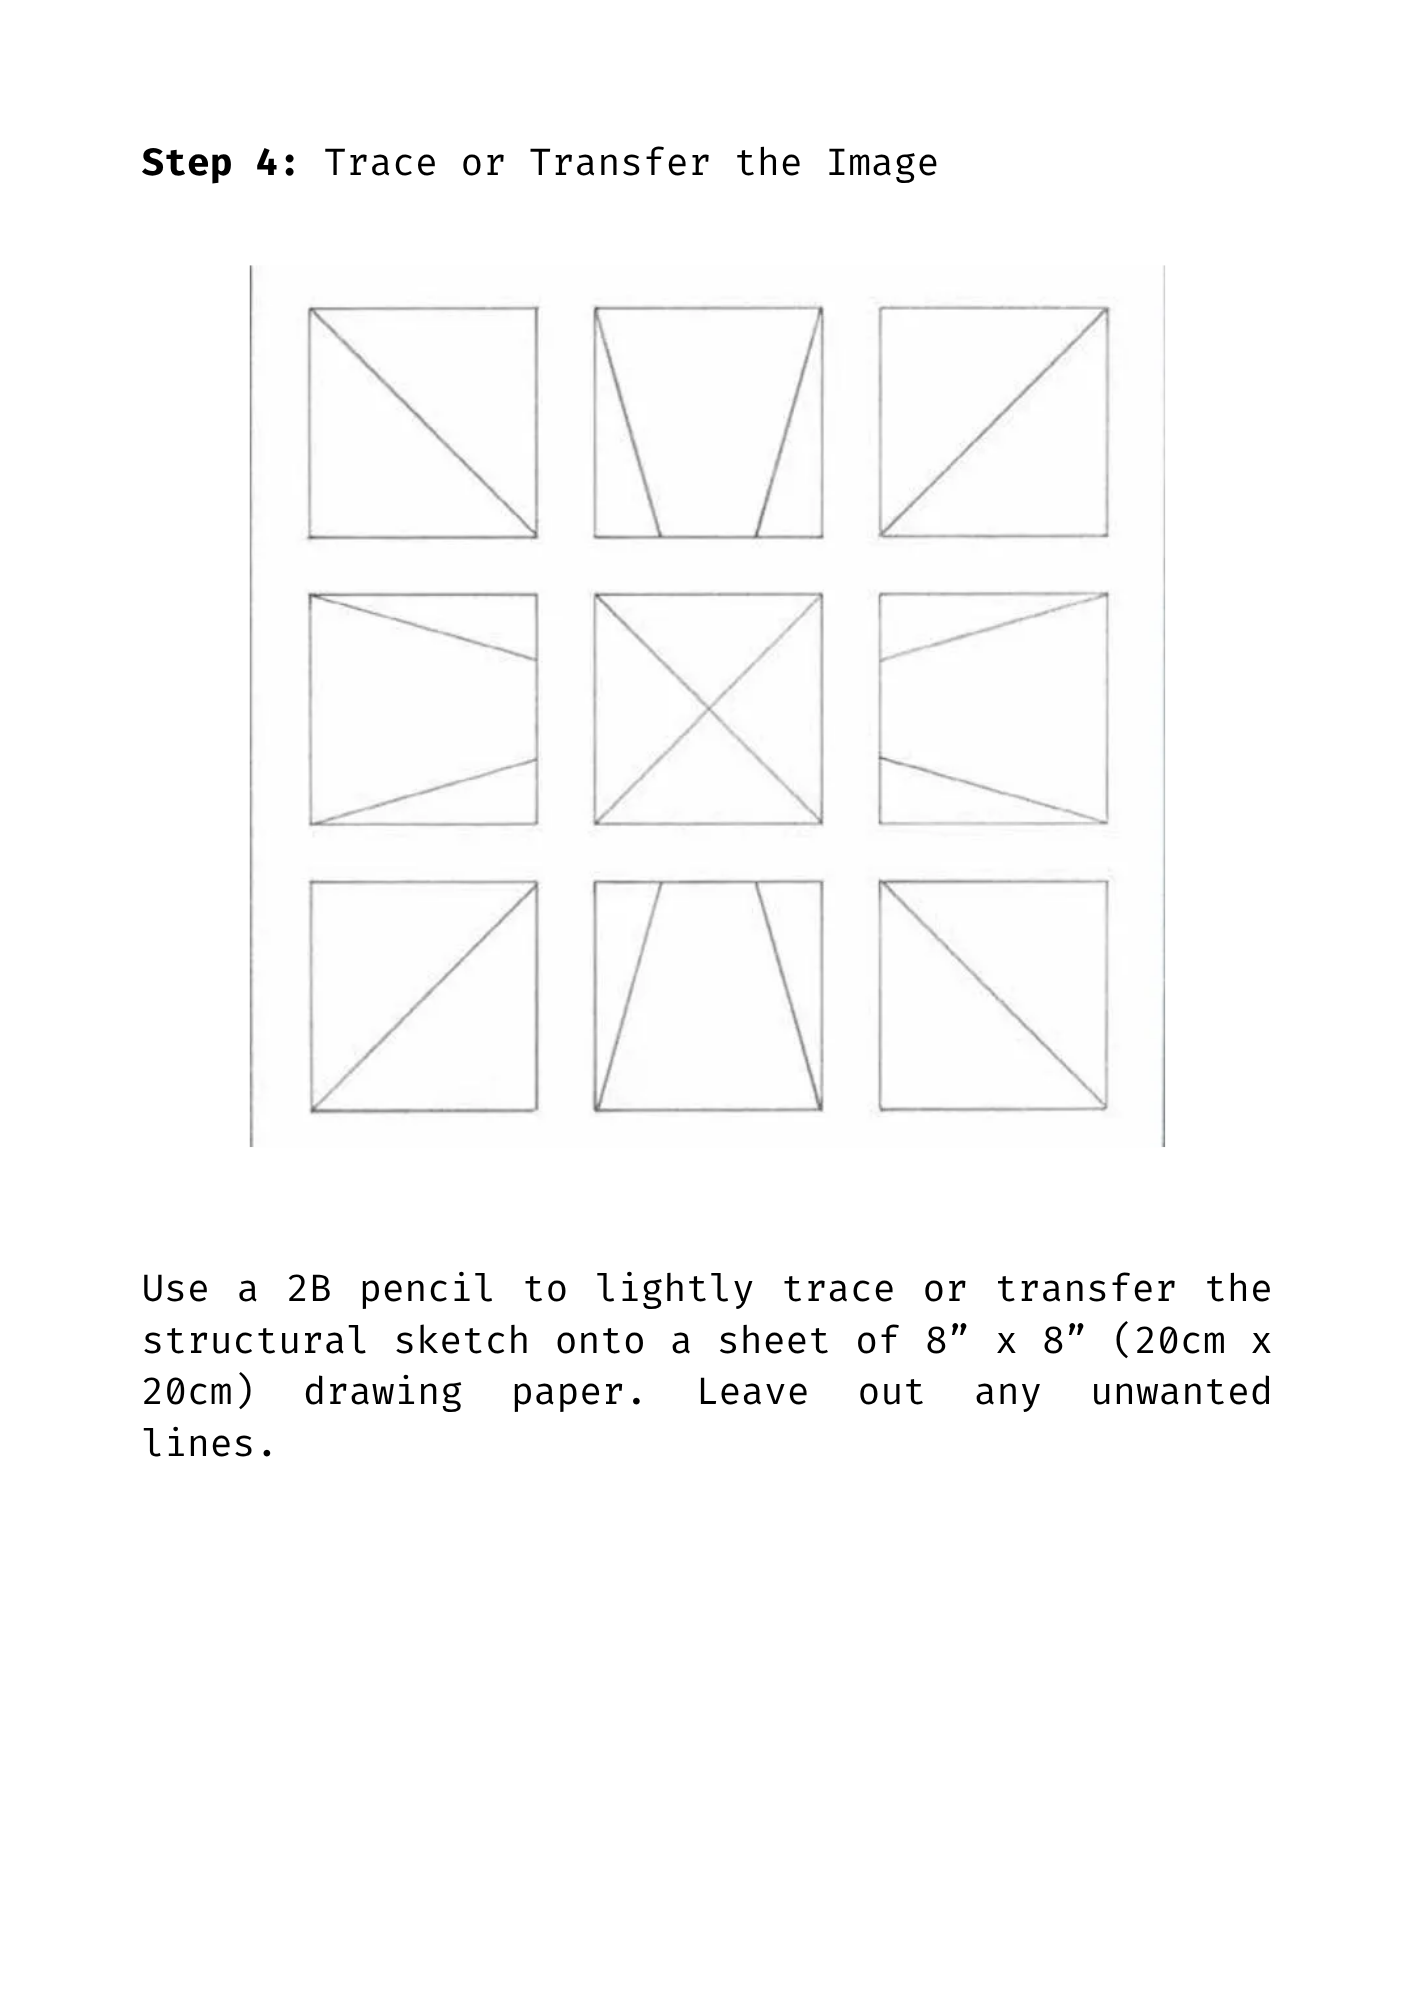 Step 4: Trace or Transfer the Image
Use a 2B pencil to lightly trace or transfer the
structural sketch onto a sheet of 8” x 8” (20cm x
20cm) drawing paper. Leave out any unwanted
lines.